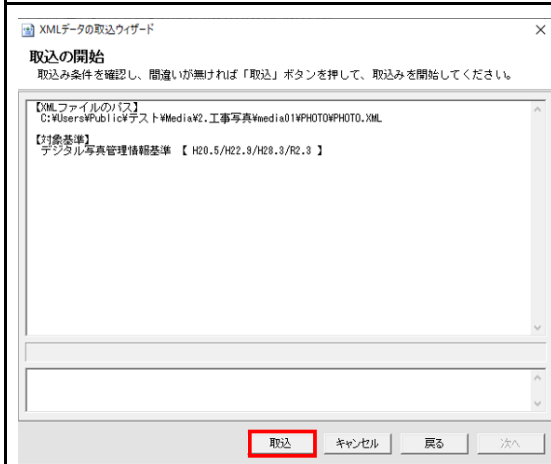 XMLデータの取込ウィザード
取込の開始
取込み条件を確認し、間違いが無ければ「取込」ボタンを押して、取込みを開始してください。
【XMLファイルのパス】
C:¥Users¥Public¥テスト¥Media¥2.工事写真¥media01¥PHOTO¥PHOTO.XML
【対象基準】
デジタル写真管理情報基準 【 H20.5/H22.9/H28.3/R2.3 】
取込
キャンセル
戻る
次へ